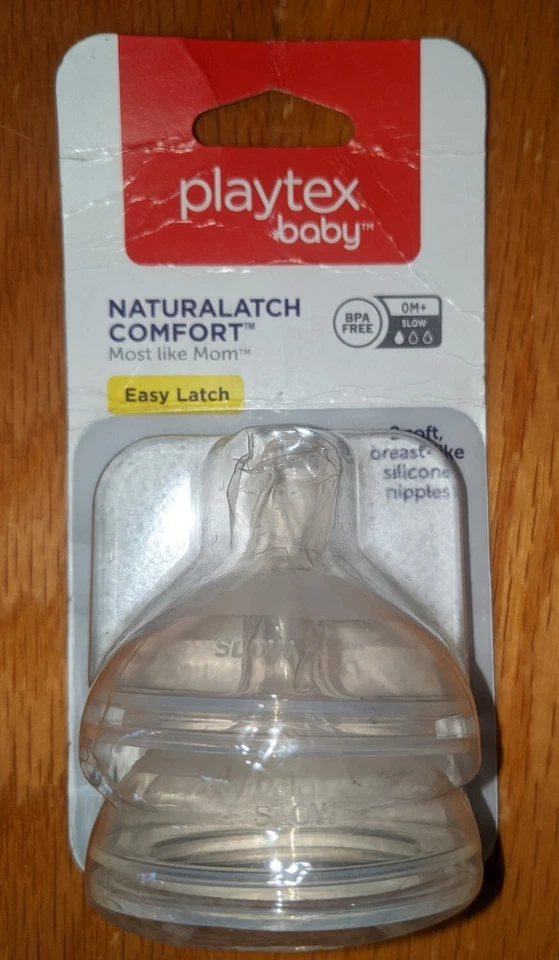 playtex
baby™
NATURALATCH
COMFORT™
Most like Mom™
BPA
FREE
0M+
SLOW
Easy Latch
soft,
breast-like
silicone
nipples
SLOW
SLOW